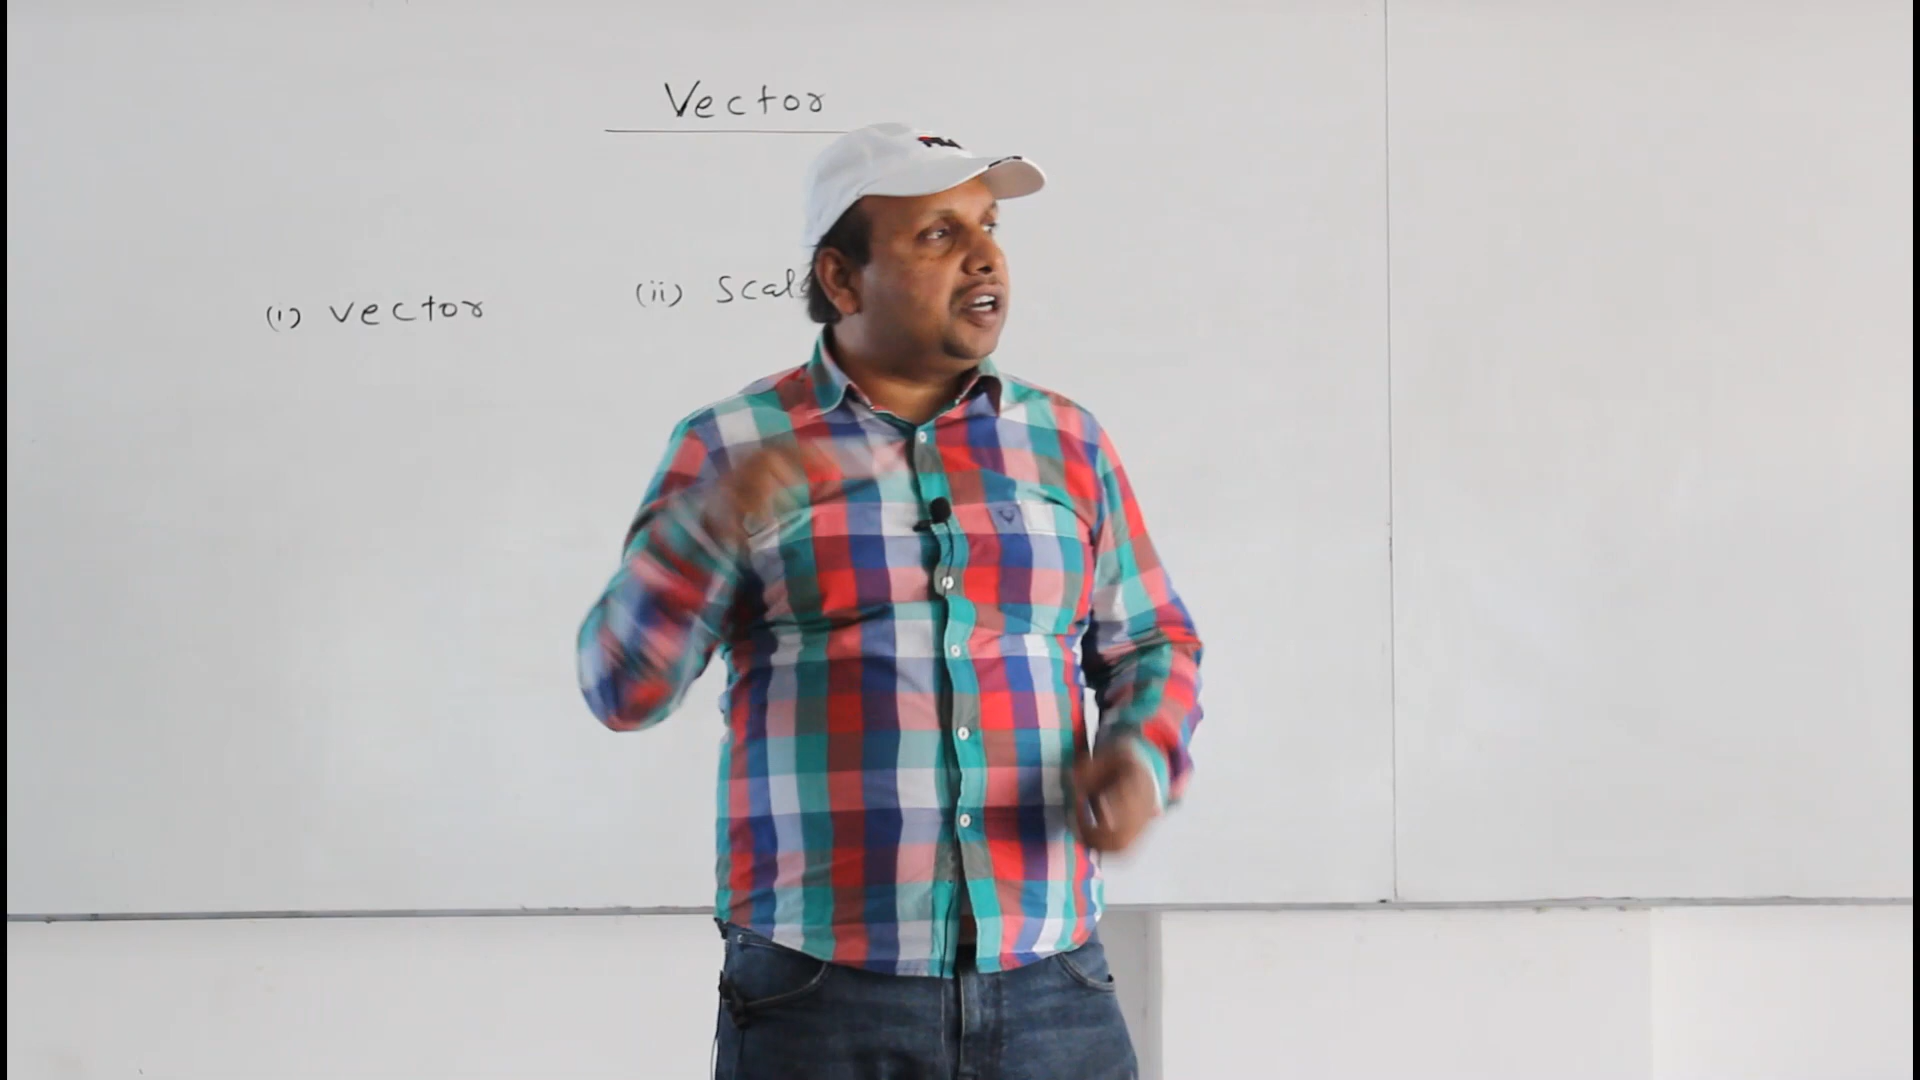 Vector
(i) vector (ii) Scal